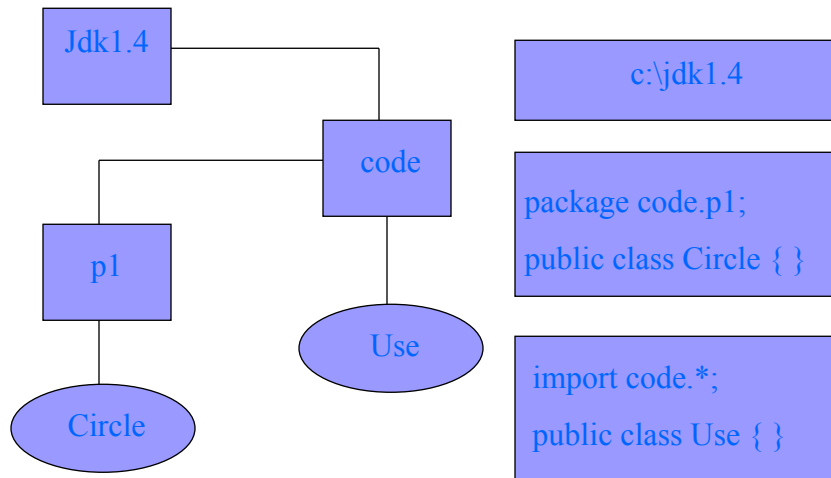 Jdk1.4
c:\jdk1.4
code
package code.p1;
public class Circle { }
p1
Use
import code.*;
public class Use { }
Circle